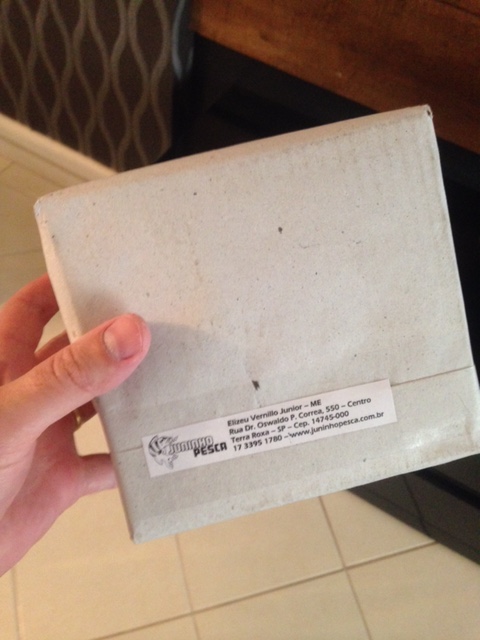 JUNINHO
PESCA
Elizeu Vernillo Junior – ME
Rua Dr. Oswaldo P. Correa, 550 – Centro
Terra Roxa – SP – Cep. 14745-000
17 3395 1780 – www.juninhopesca.com.br